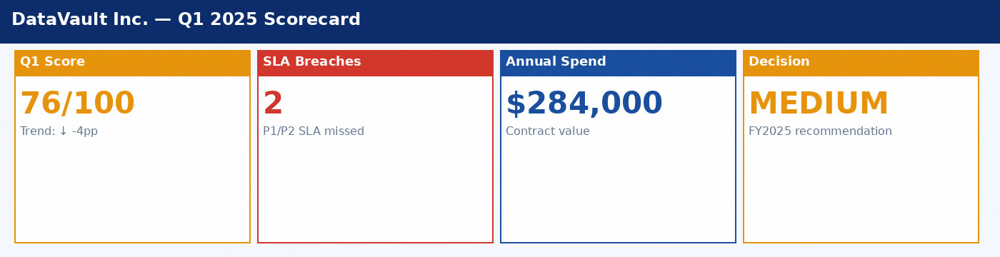 DataVault Inc. — Q1 2025 Scorecard
Q1 Score
76/100
Trend: ↓ -4pp
SLA Breaches
2
P1/P2 SLA missed
Annual Spend
$284,000
Contract value
Decision
MEDIUM
FY2025 recommendation